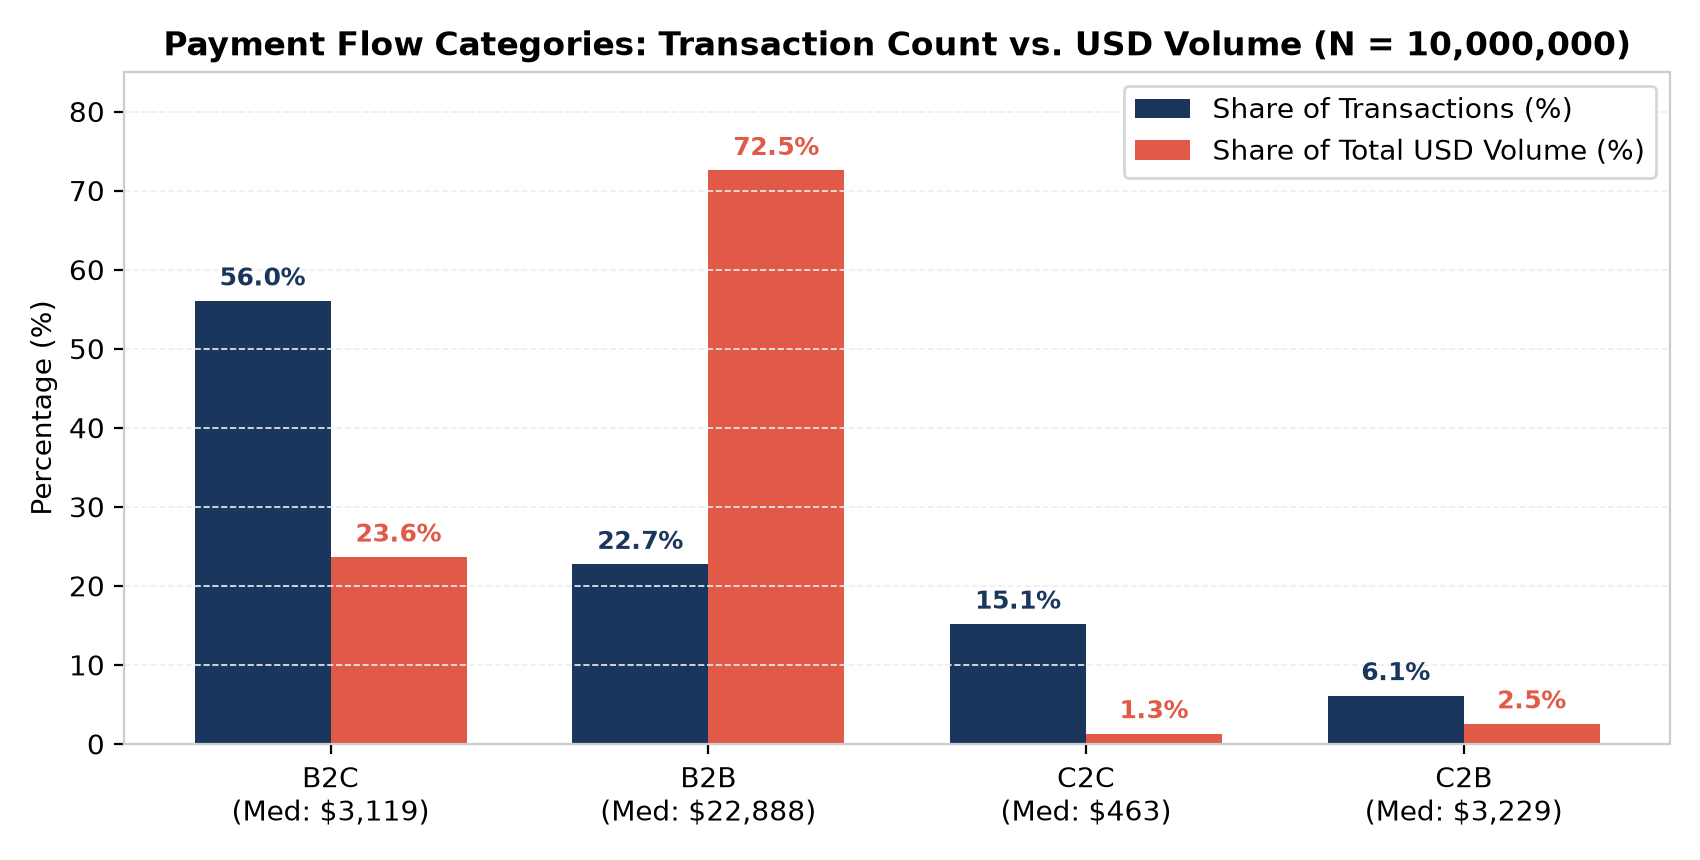 Payment Flow Categories: Transaction Count vs. USD Volume (N = 10,000,000)
Share of Transactions (%)
Share of Total USD Volume (%)
Percentage (%)
80
70
60
50
40
30
20
10
0
56.0%
23.6%
22.7%
72.5%
15.1%
1.3%
6.1%
2.5%
B2C
(Med: $3,119)
B2B
(Med: $22,888)
C2C
(Med: $463)
C2B
(Med: $3,229)